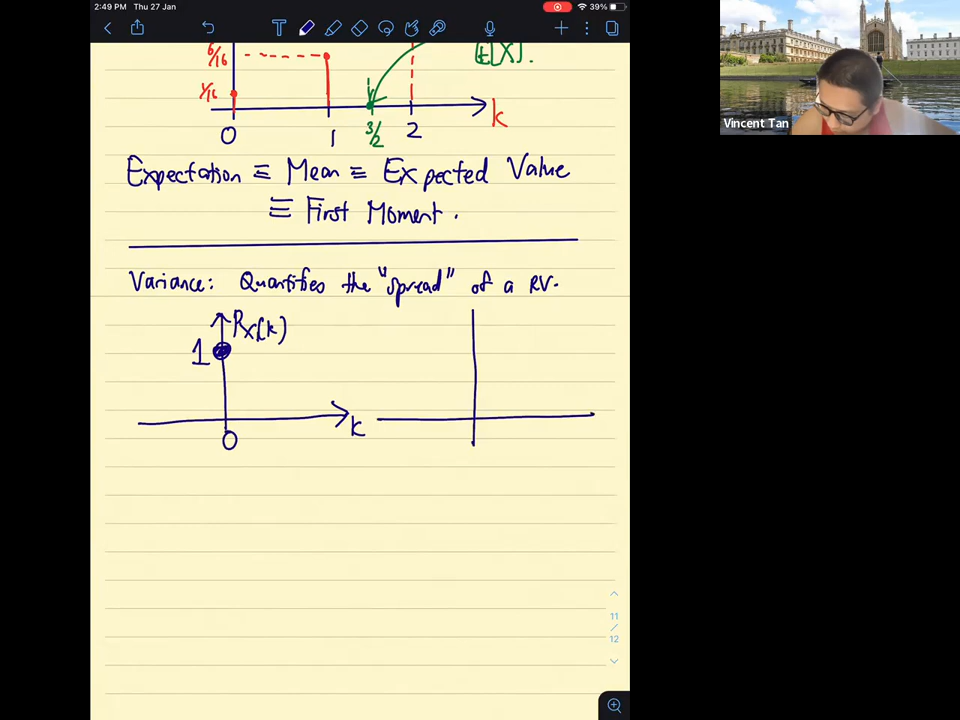 2:49 PM Thu 27 Jan
39%
6/16
E[X].
1/16
0
1
3/2
2
k
Expectation ≡ Mean ≡ Expected Value
≡ First Moment.
Variance: Quantifies the "spread" of a RV.
Px(k)
1
k
0
11
/
12
Vincent Tan